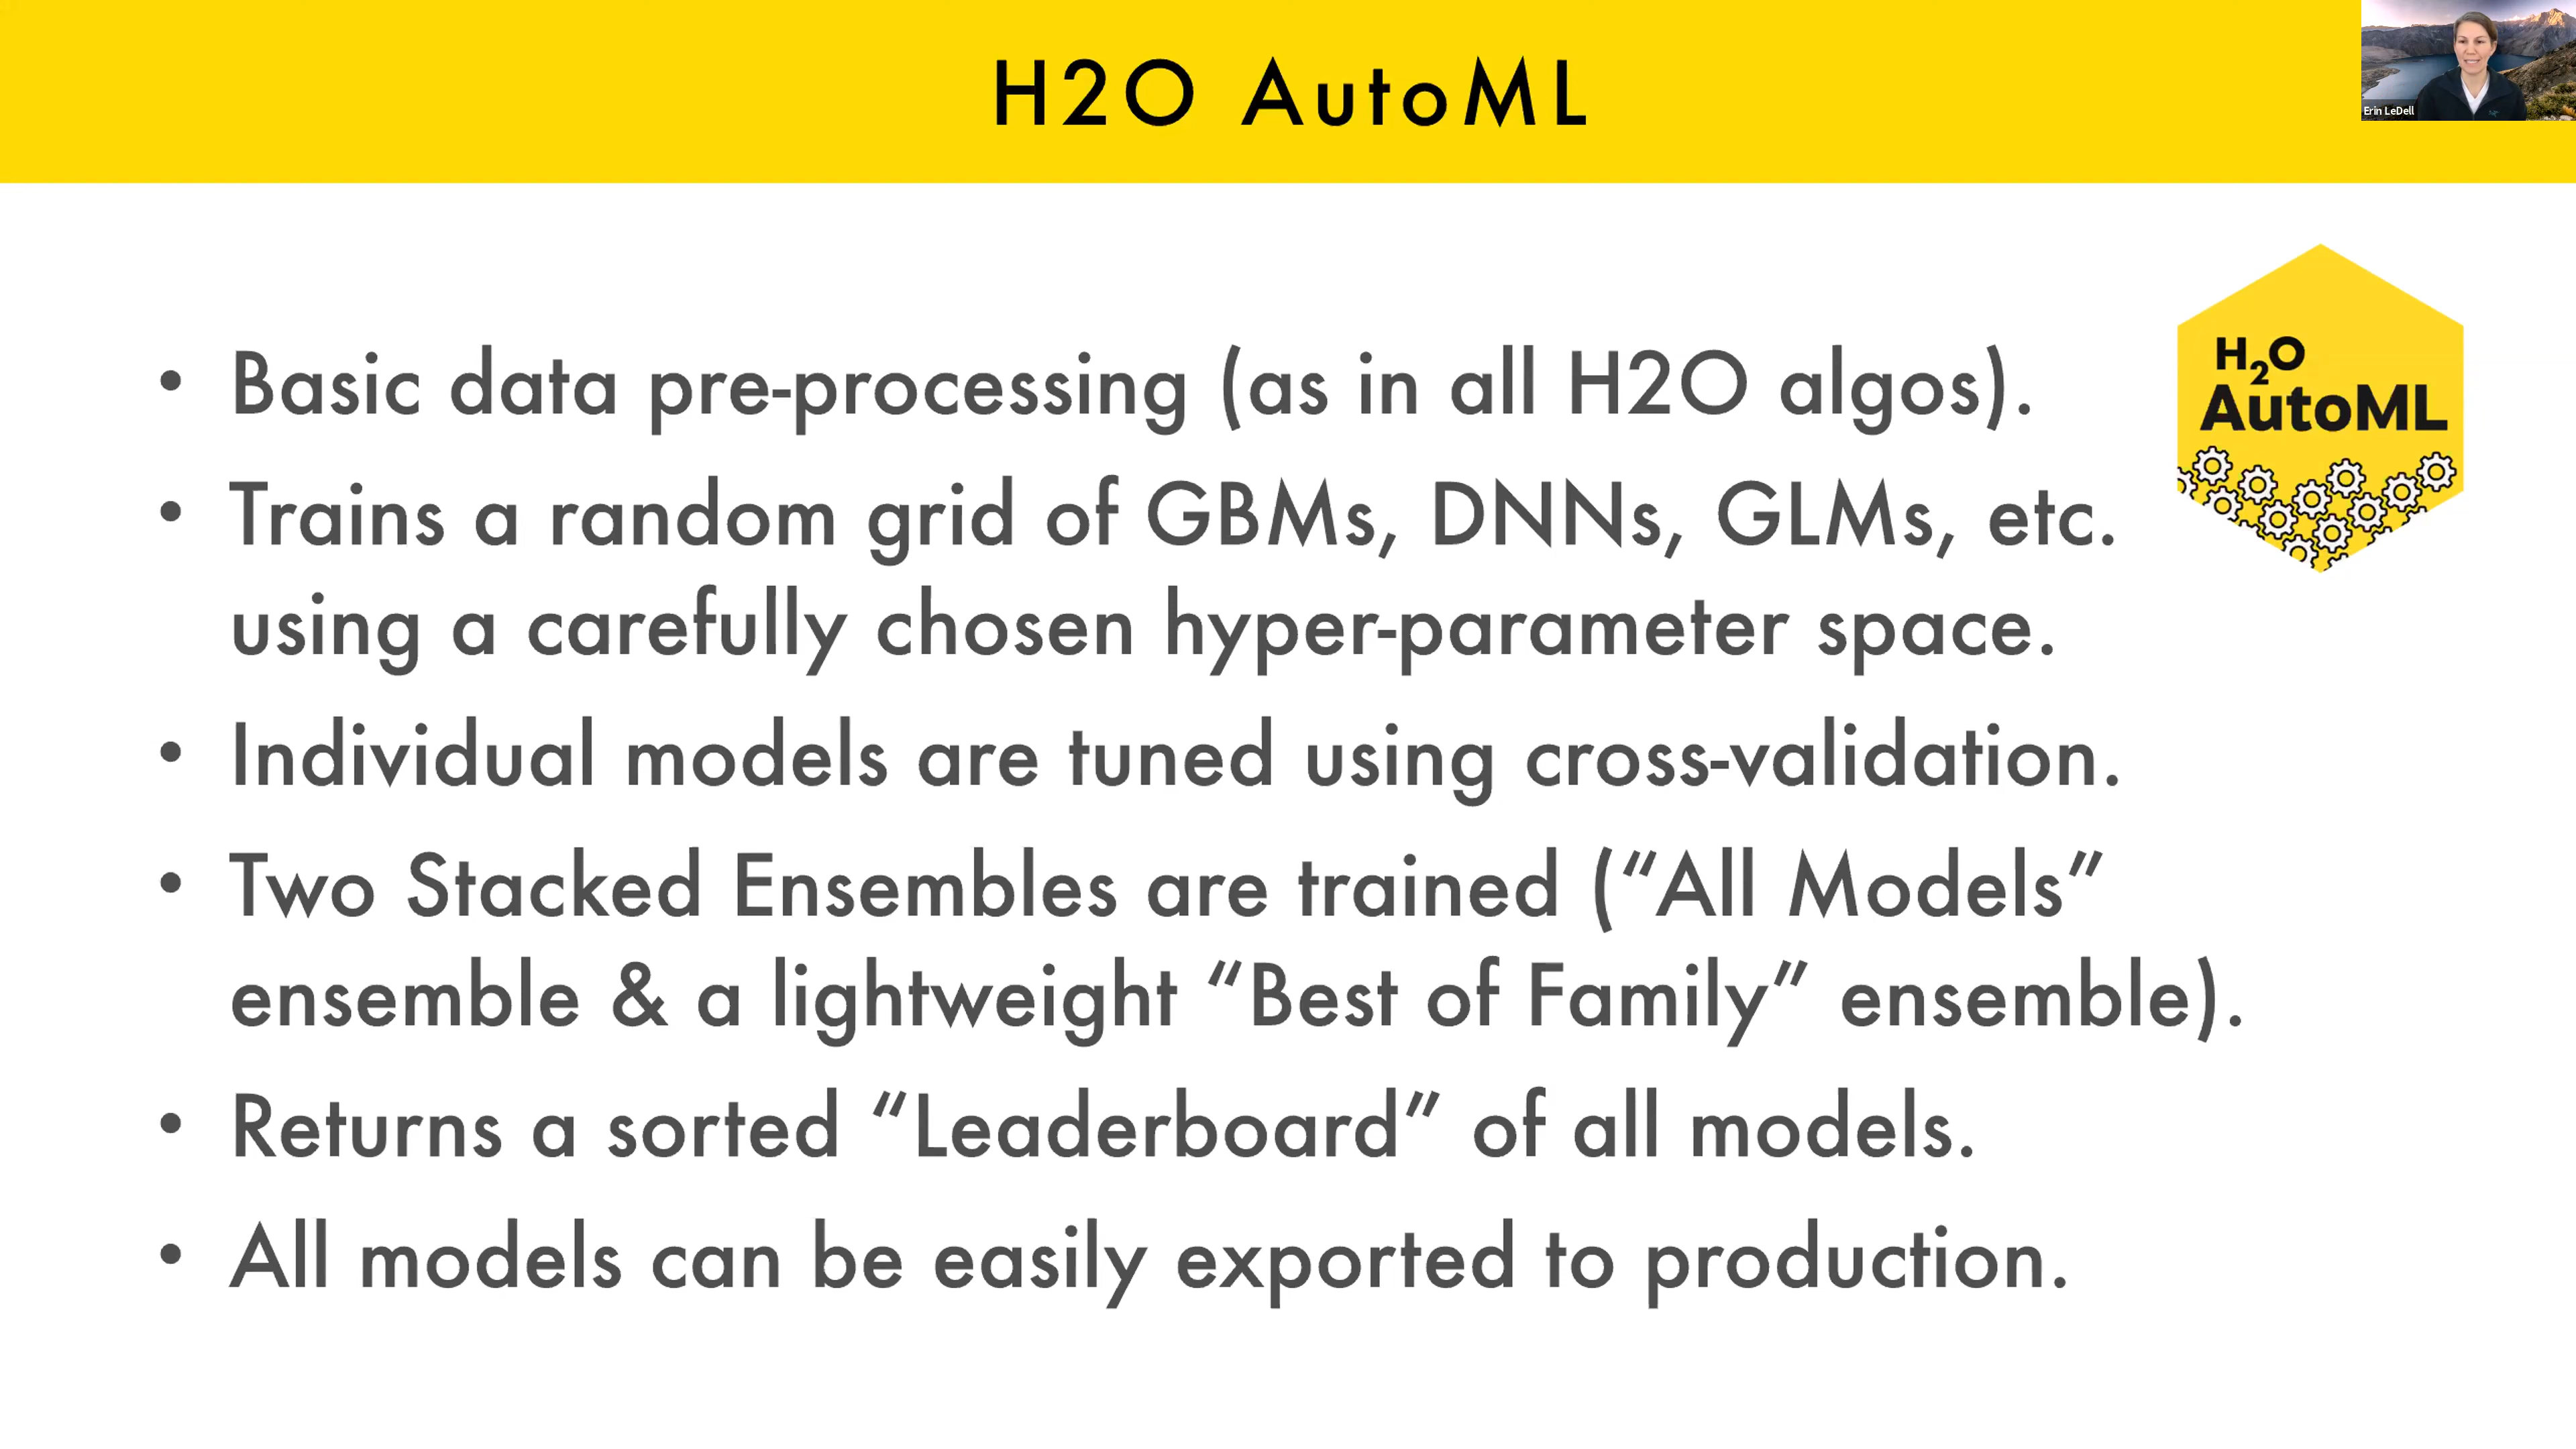 H2O AutoML
Erin LeDell
H2O
AutoML
• Basic data pre-processing (as in all H2O algos).
• Trains a random grid of GBMs, DNNs, GLMs, etc.
using a carefully chosen hyper-parameter space.
• Individual models are tuned using cross-validation.
• Two Stacked Ensembles are trained (“All Models”
ensemble & a lightweight “Best of Family” ensemble).
• Returns a sorted “Leaderboard” of all models.
• All models can be easily exported to production.